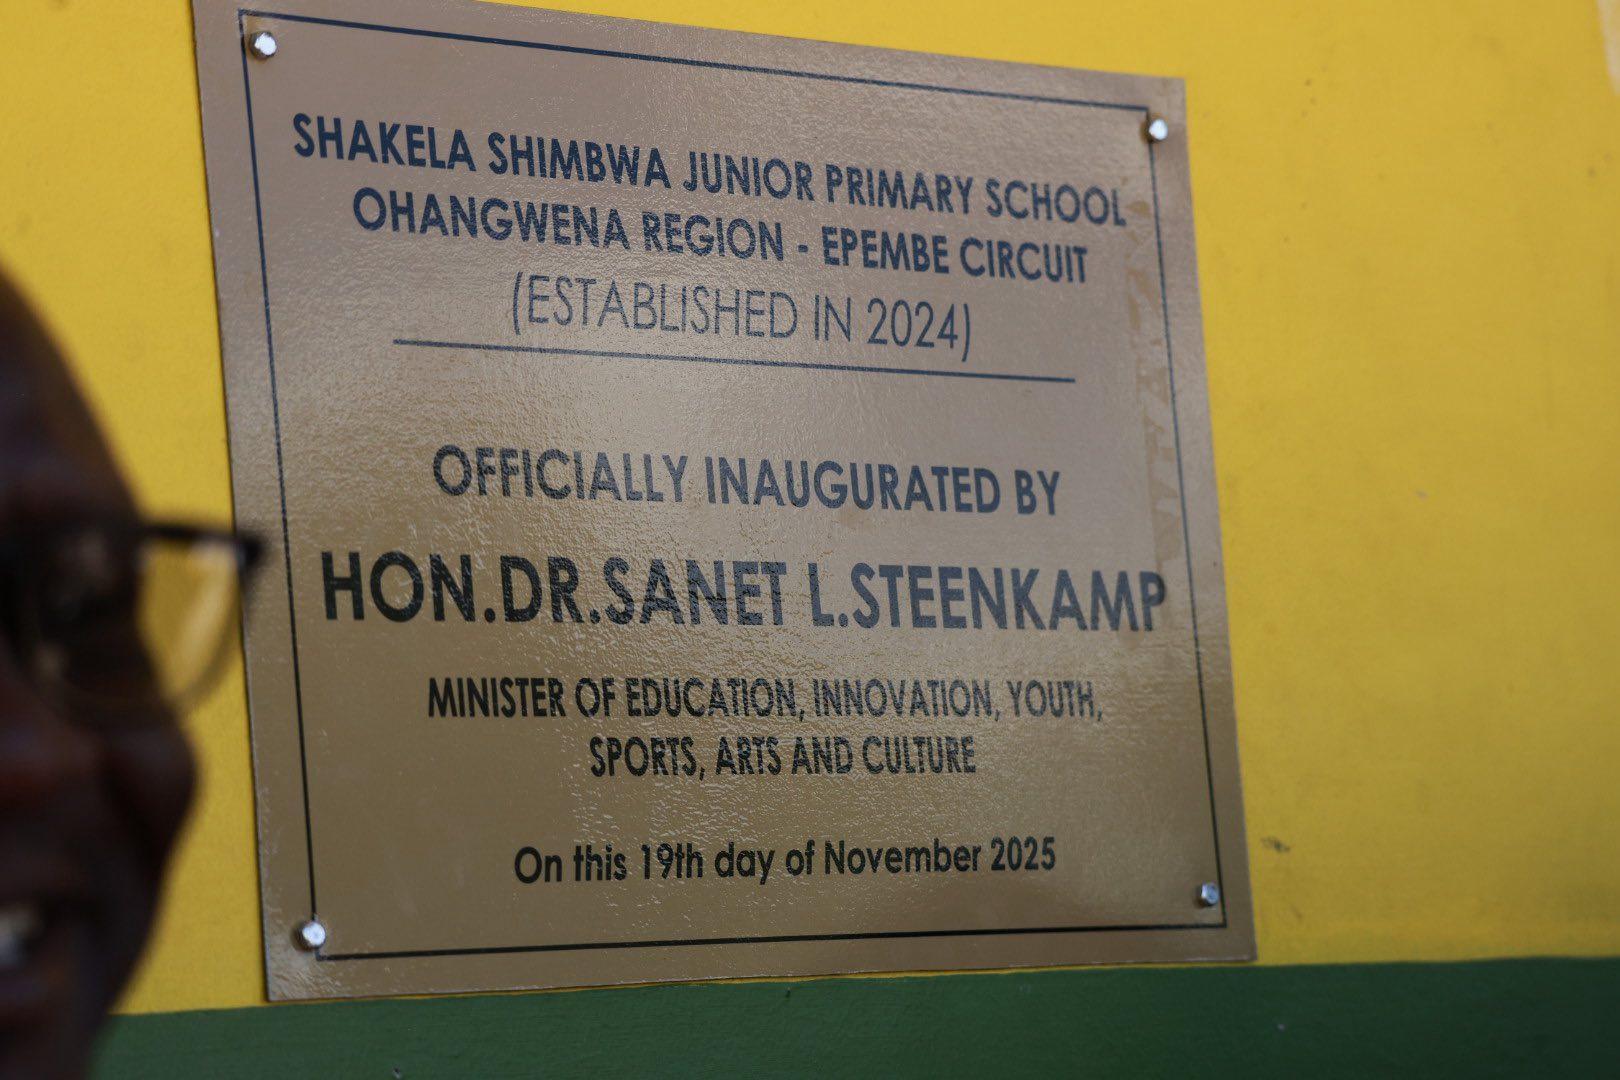 SHAKELA SHIMBWA JUNIOR PRIMARY SCHOOL
OHANGWENA REGION - EPEMBE CIRCUIT
(ESTABLISHED IN 2024)
OFFICIALLY INAUGURATED BY
HON.DR.SANET L.STEENKAMP
MINISTER OF EDUCATION, INNOVATION, YOUTH,
SPORTS, ARTS AND CULTURE
On this 19th day of November 2025